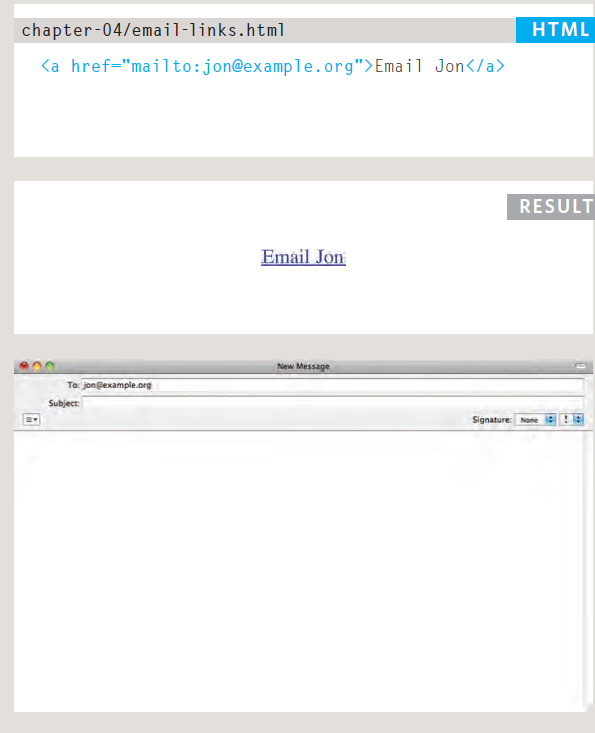 chapter-04/email-links.html HTML
<a href="mailto:jon@example.org">Email Jon</a>
RESULT
Email Jon
New Message
To: jon@example.org
Subject:
Signature: None !